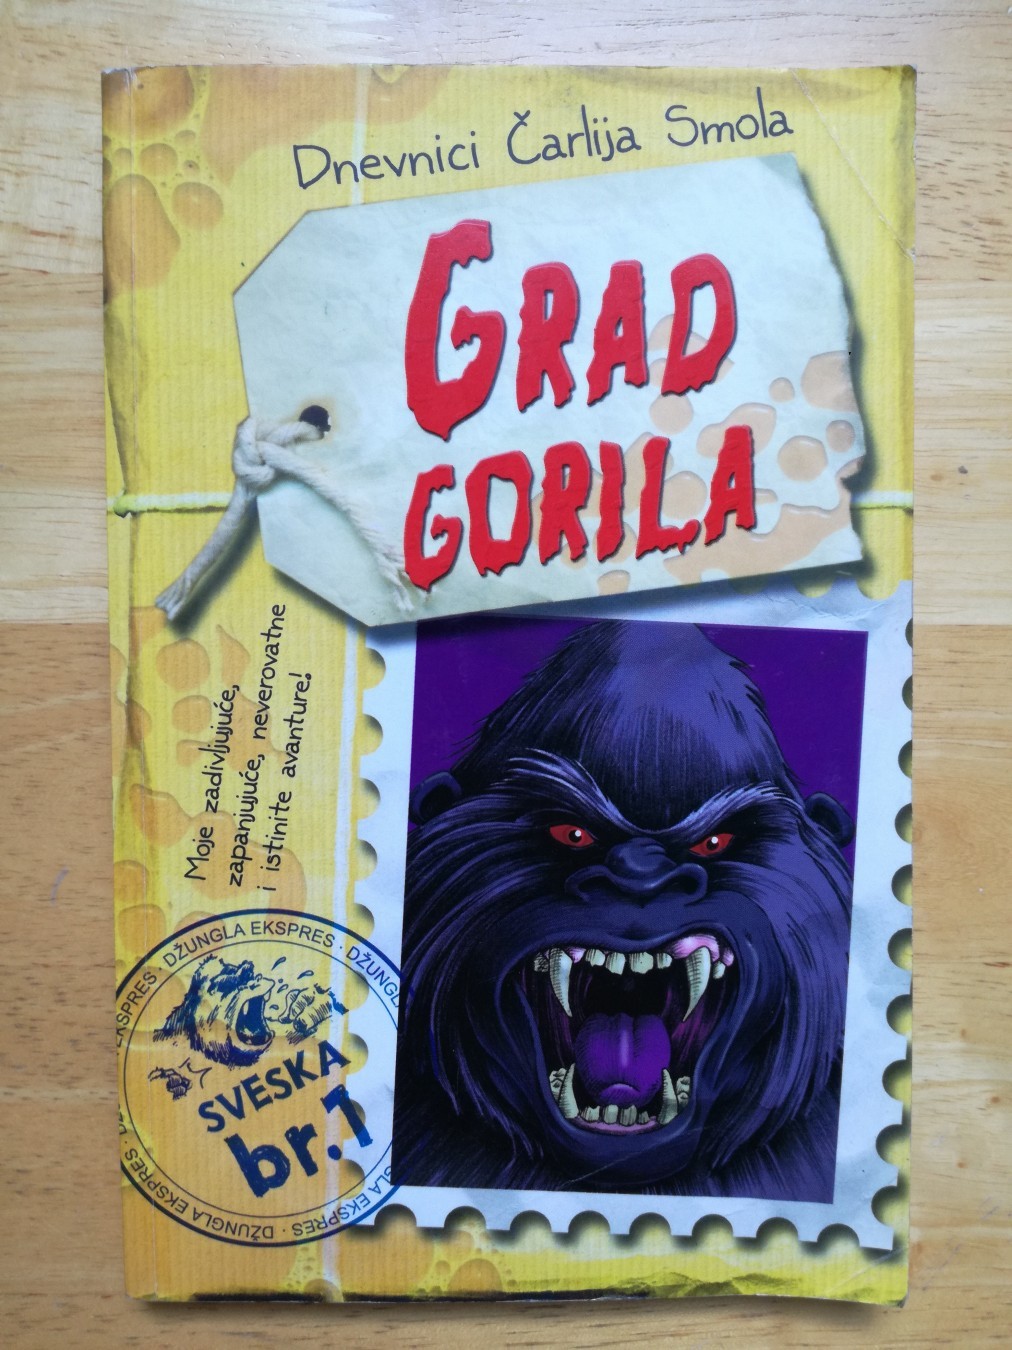 Dnevnici Čarlija Smola
GRAD
GORILA
Moje zadivljujuće,
zapanjujuće, neverovatne
i istinite avanture!
DŽUNGLA EKSPRES · DŽUNGLA EKSPRES · DŽUNGLA EKSPRES
SVESKA
br.1